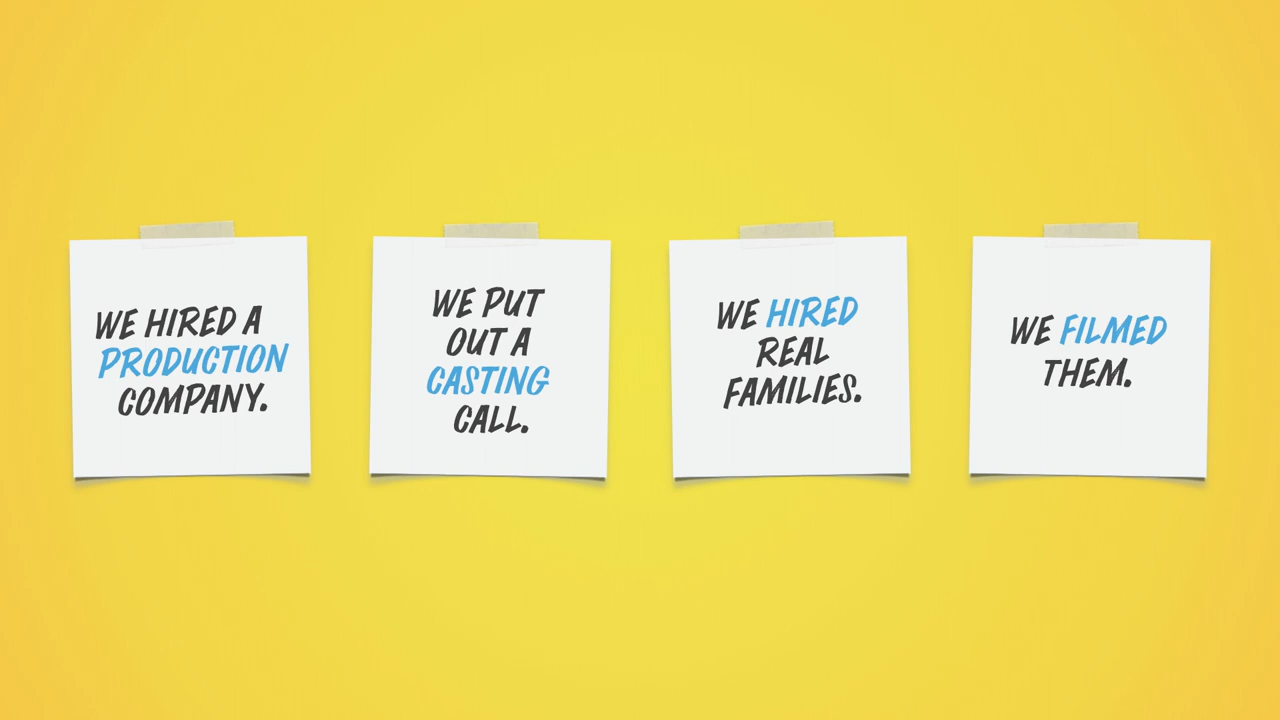 WE HIRED A
PRODUCTION
COMPANY.
WE PUT
OUT A
CASTING
CALL.
WE HIRED
REAL
FAMILIES.
WE FILMED
THEM.